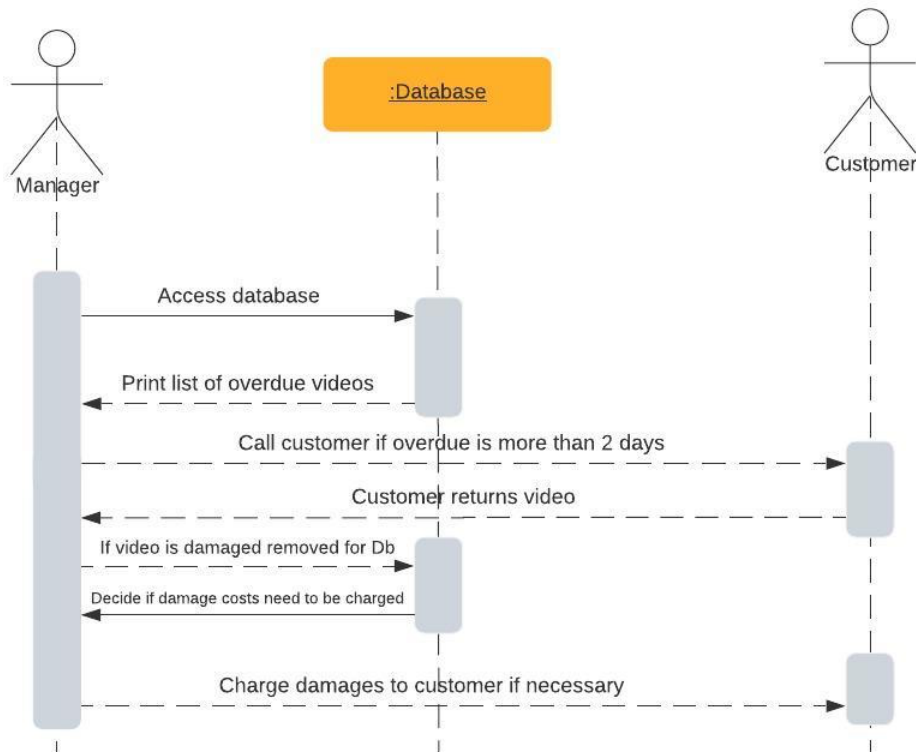 :Database
Customer
Manager
Access database
Print list of overdue videos
Call customer if overdue is more than 2 days
Customer returns video
If video is damaged removed for Db
Decide if damage costs need to be charged
Charge damages to customer if necessary